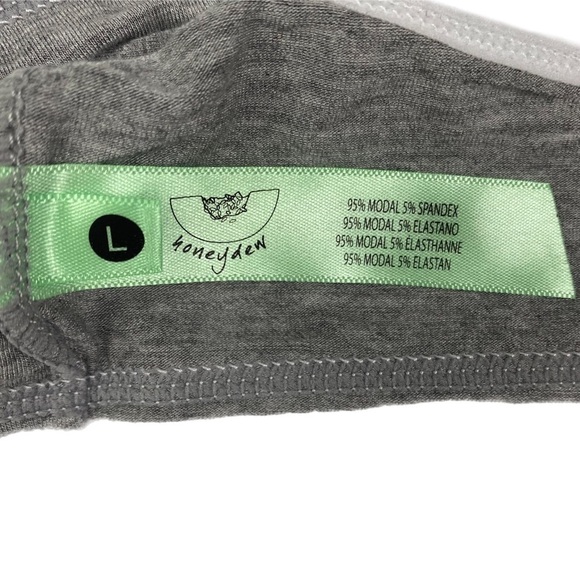 L
honeydew
95% MODAL 5% SPANDEX
95% MODAL 5% ELASTANO
95% MODAL 5% ELASTHANNE
95% MODAL 5% ELASTAN